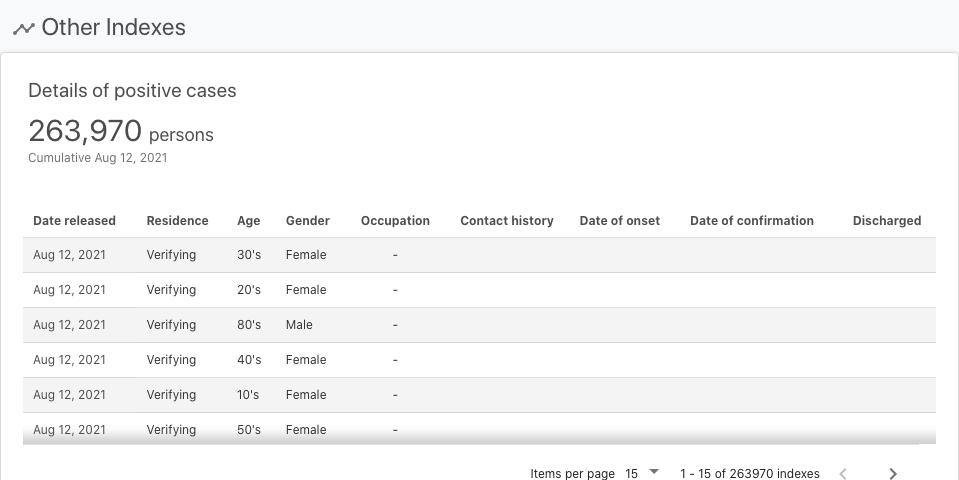 Other Indexes
Details of positive cases
263,970 persons
Cumulative Aug 12, 2021
Date released Residence Age Gender Occupation Contact history Date of onset Date of confirmation Discharged
Aug 12, 2021 Verifying 30's Female -
Aug 12, 2021 Verifying 20's Female -
Aug 12, 2021 Verifying 80's Male -
Aug 12, 2021 Verifying 40's Female -
Aug 12, 2021 Verifying 10's Female -
Aug 12, 2021 Verifying 50's Female -
Items per page 15 1 - 15 of 263970 indexes